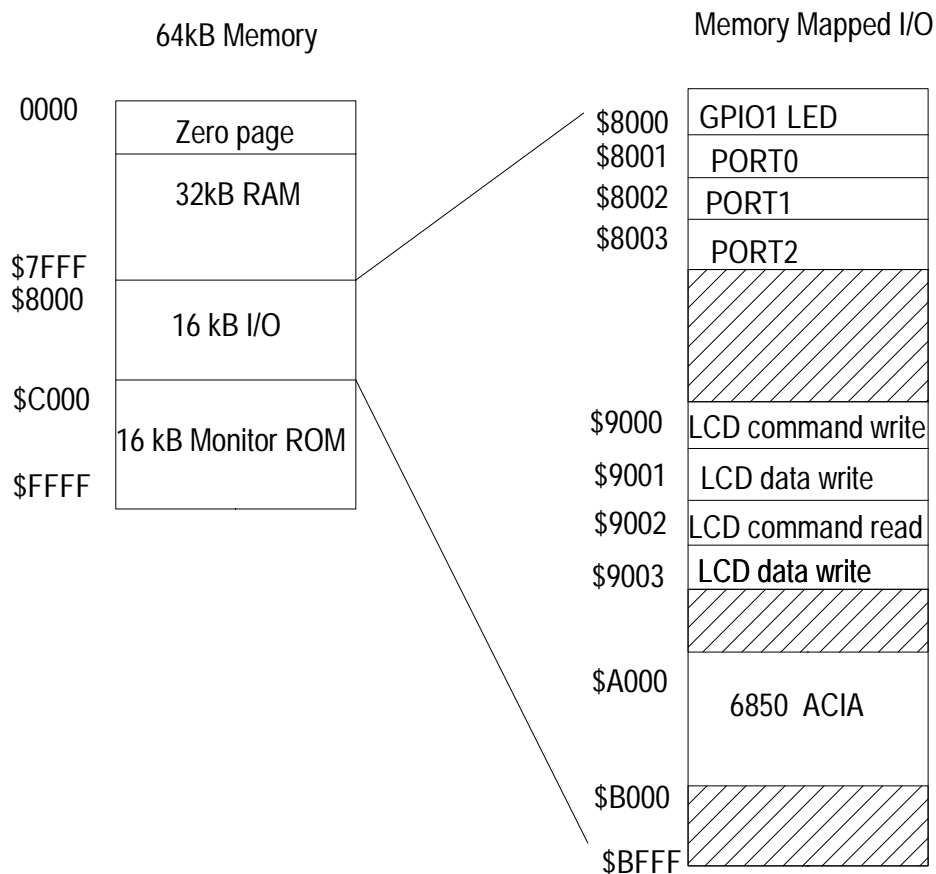 64kB Memory
0000
Zero page
32kB RAM
$7FFF
$8000
16 kB I/O
$C000
16 kB Monitor ROM
$FFFF
Memory Mapped I/O
$8000 GPIO1 LED
$8001 PORT0
$8002 PORT1
$8003 PORT2
$9000 LCD command write
$9001 LCD data write
$9002 LCD command read
$9003 LCD data write
$A000 6850 ACIA
$B000
$BFFF